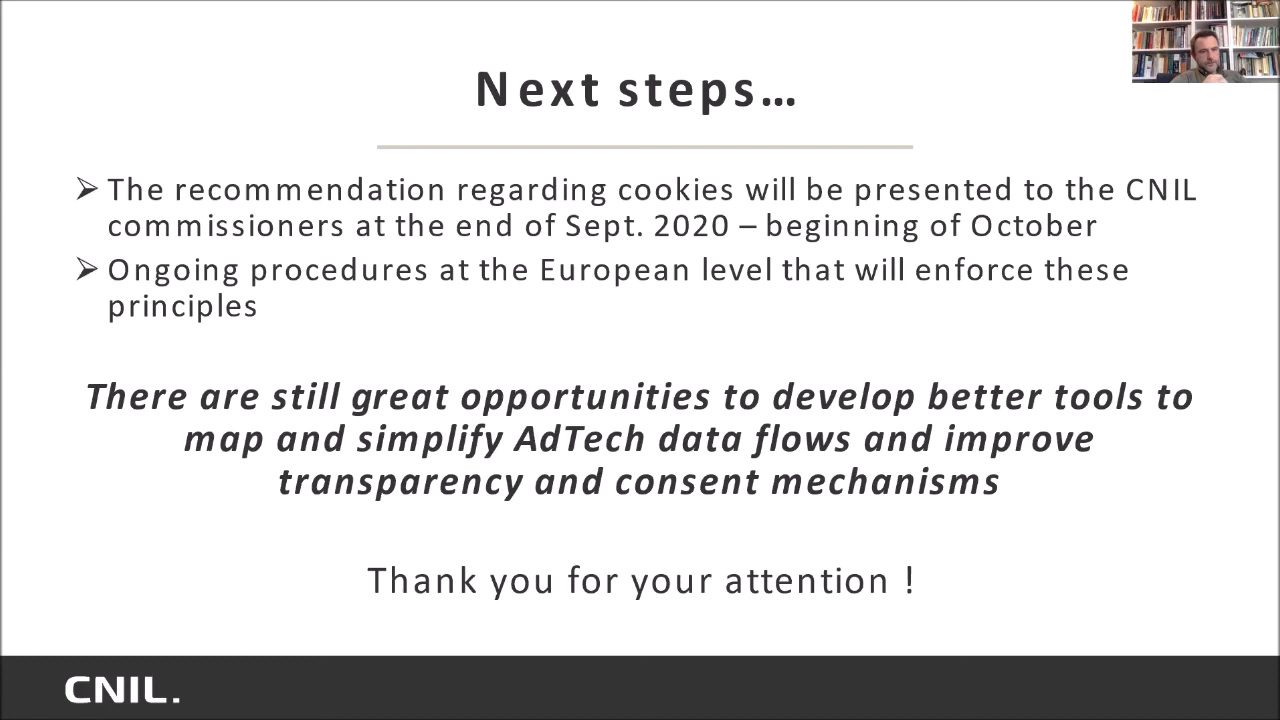 Next steps…
➢ The recommendation regarding cookies will be presented to the CNIL
commissioners at the end of Sept. 2020 – beginning of October
➢ Ongoing procedures at the European level that will enforce these
principles
There are still great opportunities to develop better tools to
map and simplify AdTech data flows and improve
transparency and consent mechanisms
Thank you for your attention !
CNIL.